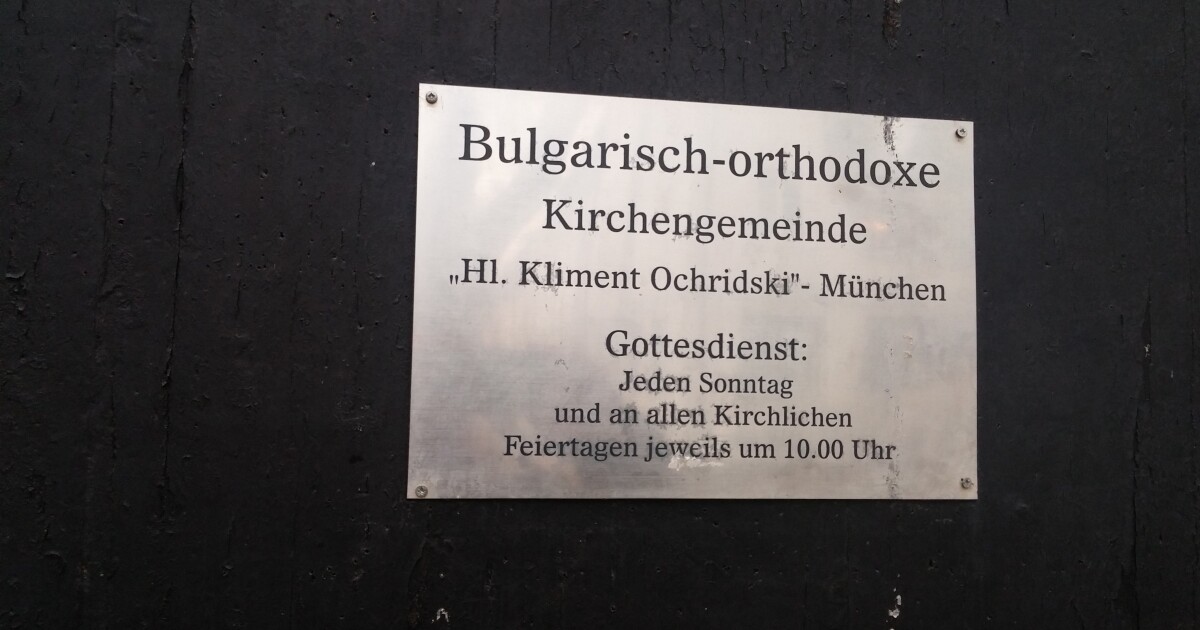 Bulgarisch-orthodoxe
Kirchengemeinde
„Hl. Kliment Ochridski"- München
Gottesdienst:
Jeden Sonntag
und an allen Kirchlichen
Feiertagen jeweils um 10.00 Uhr